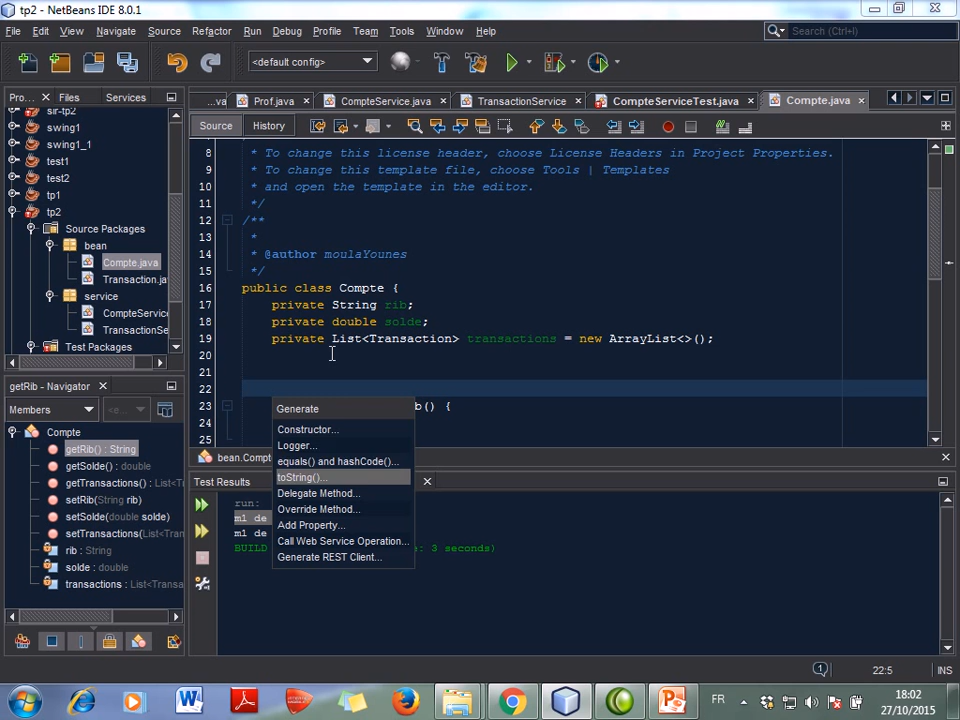 tp2 - NetBeans IDE 8.0.1
File Edit View Navigate Source Refactor Run Debug Profile Team Tools Window Help
Search (Ctrl+I)
<default config>
Pro... Files Services
...va Prof.java CompteService.java TransactionService CompteServiceTest.java Compte.java
Source History
sir-tp2
swing1
swing1_1
test1
test2
tp1
tp2
Source Packages
bean
Compte.java
Transaction.ja
service
CompteService
TransactionSe
Test Packages
8 * To change this license header, choose License Headers in Project Properties.
9 * To change this template file, choose Tools | Templates
10 * and open the template in the editor.
11 */
12 /**
13 *
14 * @author moulaYounes
15 */
16 public class Compte {
17 private String rib;
18 private double solde;
19 private List<Transaction> transactions = new ArrayList<>();
20
21
22
23 b() {
24
25
Generate
Constructor...
Logger...
equals() and hashCode()...
toString()...
Delegate Method...
Override Method...
Add Property...
Call Web Service Operation...
Generate REST Client...
getRib - Navigator
Members
<e...
Compte
getRib() : String
getSolde() : double
getTransactions() : List<T
setRib(String rib)
setSolde(double solde)
setTransactions(List<Tra
rib : String
solde : double
transactions : List<Transa
bean.Compt
Test Results
run:
m1 de
m1 de
BUILD e: 3 seconds)
22:5 INS
FR
18:02
27/10/2015